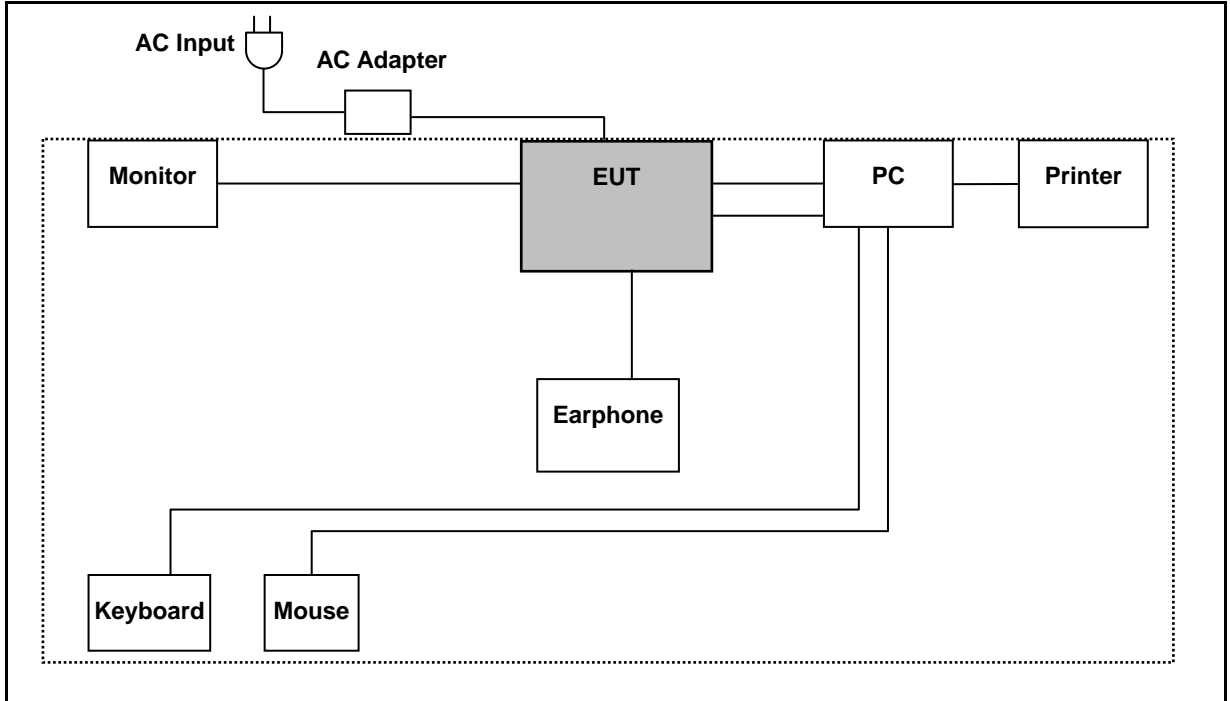 AC Input
AC Adapter
Monitor
EUT
PC
Printer
Earphone
Keyboard
Mouse